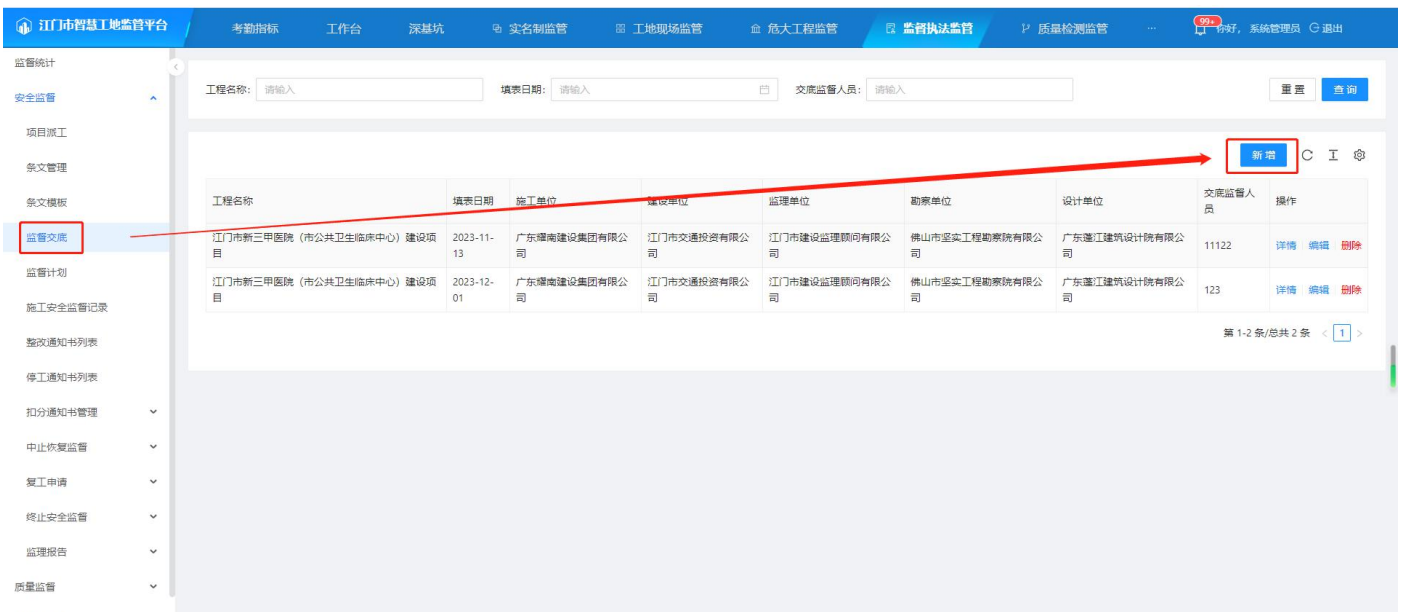 江门市智慧工地监管平台
考勤指标
工作台
深基坑
实名制监管
工地现场监管
危大工程监管
监督执法监管
质量检测监管
...
99+
你好, 系统管理员
退出
监督统计
安全监督
项目派工
条文管理
条文模板
监督交底
监督计划
施工安全监督记录
整改通知书列表
停工通知书列表
扣分通知书管理
中止恢复监督
复工申请
终止安全监督
监理报告
质量监督
工程名称: 请输入
填表日期: 请输入
交底监督人员: 请输入
重置
查询
新增
工程名称
填表日期
施工单位
建设单位
监理单位
勘察单位
设计单位
交底监督人
员
操作
江门市新三甲医院（市公共卫生临床中心）建设项
目
2023-11-
13
广东耀南建设集团有限公
司
江门市交通投资有限公
司
江门市建设监理顾问有限公
司
佛山市坚实工程勘察院有限公
司
广东蓬江建筑设计院有限公
司
11122
详情 编辑 删除
江门市新三甲医院（市公共卫生临床中心）建设项
目
2023-12-
01
广东耀南建设集团有限公
司
江门市交通投资有限公
司
江门市建设监理顾问有限公
司
佛山市坚实工程勘察院有限公
司
广东蓬江建筑设计院有限公
司
123
详情 编辑 删除
第 1-2 条/总共 2 条 < 1 >